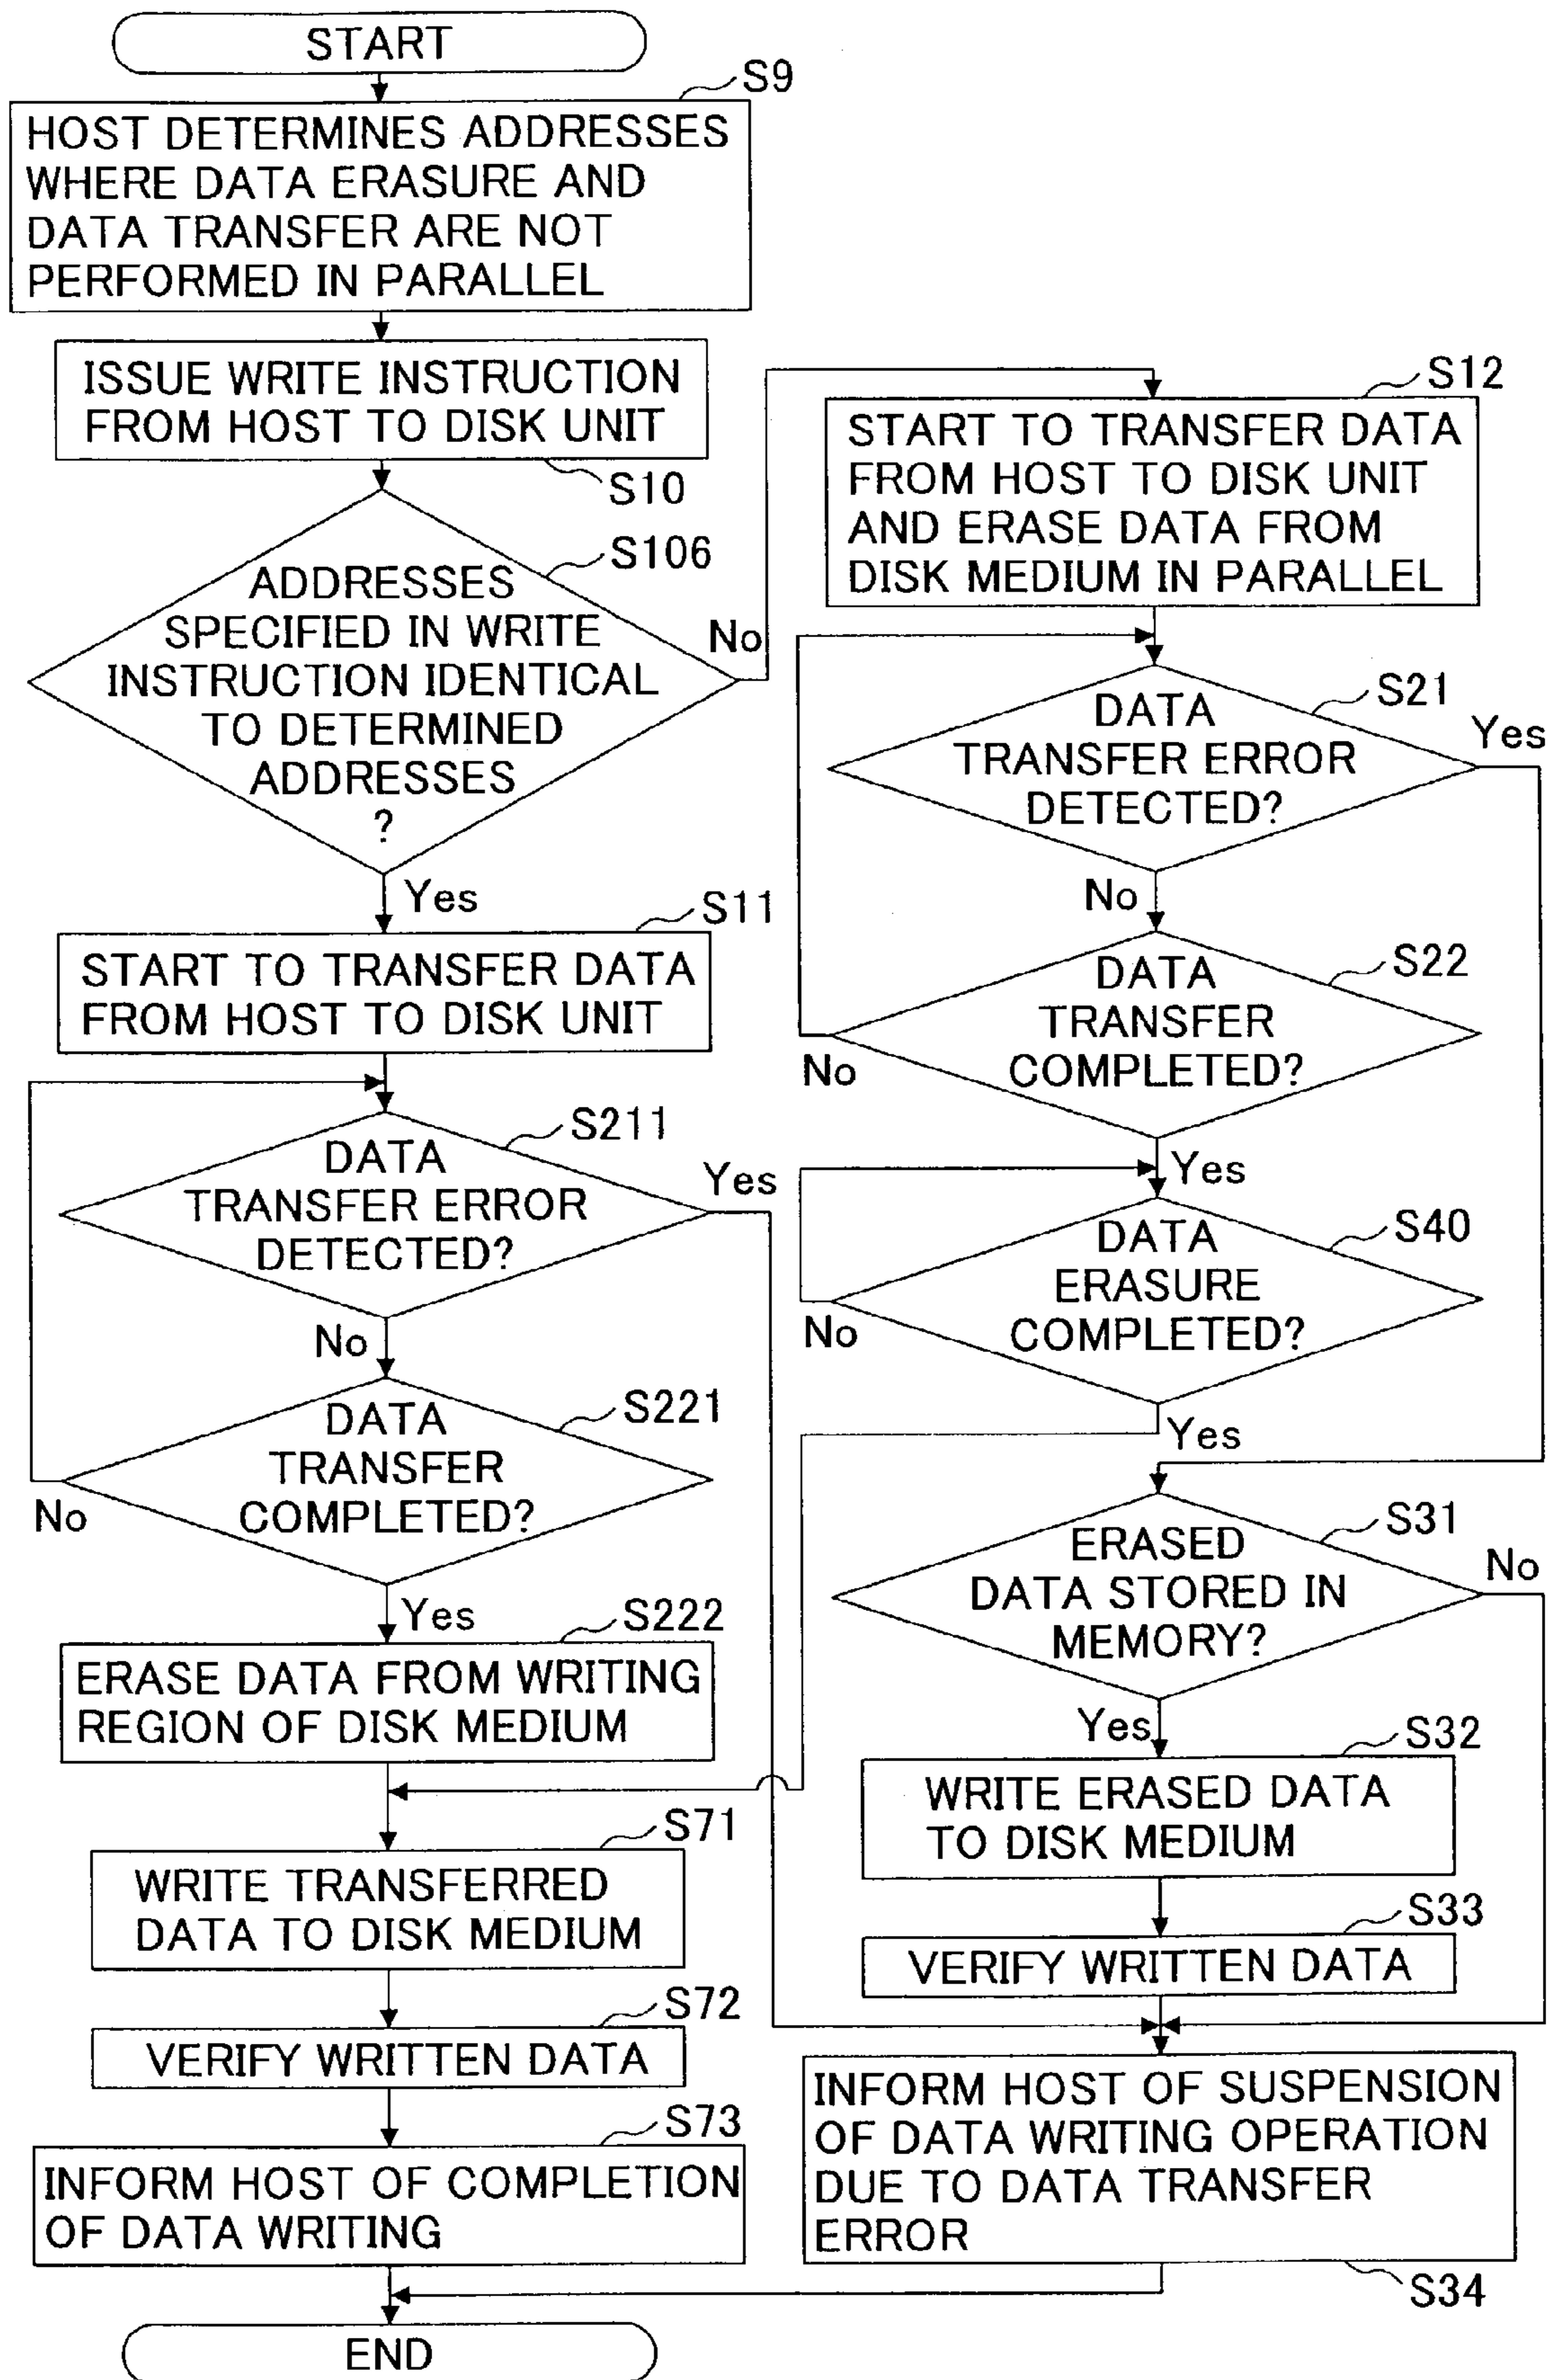 START
S9
HOST DETERMINES ADDRESSES
WHERE DATA ERASURE AND
DATA TRANSFER ARE NOT
PERFORMED IN PARALLEL
ISSUE WRITE INSTRUCTION
FROM HOST TO DISK UNIT
S10
S106
ADDRESSES
SPECIFIED IN WRITE
INSTRUCTION IDENTICAL
TO DETERMINED
ADDRESSES
?
No
Yes
S11
START TO TRANSFER DATA
FROM HOST TO DISK UNIT
S211
DATA
TRANSFER ERROR
DETECTED?
Yes
No
S221
DATA
TRANSFER
COMPLETED?
No
Yes
S222
ERASE DATA FROM WRITING
REGION OF DISK MEDIUM
S71
WRITE TRANSFERRED
DATA TO DISK MEDIUM
S72
VERIFY WRITTEN DATA
S73
INFORM HOST OF COMPLETION
OF DATA WRITING
S12
START TO TRANSFER DATA
FROM HOST TO DISK UNIT
AND ERASE DATA FROM
DISK MEDIUM IN PARALLEL
S21
DATA
TRANSFER ERROR
DETECTED?
Yes
No
S22
DATA
TRANSFER
COMPLETED?
No
Yes
S40
DATA
ERASURE
COMPLETED?
No
Yes
S31
ERASED
DATA STORED IN
MEMORY?
No
Yes
S32
WRITE ERASED DATA
TO DISK MEDIUM
S33
VERIFY WRITTEN DATA
INFORM HOST OF SUSPENSION
OF DATA WRITING OPERATION
DUE TO DATA TRANSFER
ERROR
S34
END